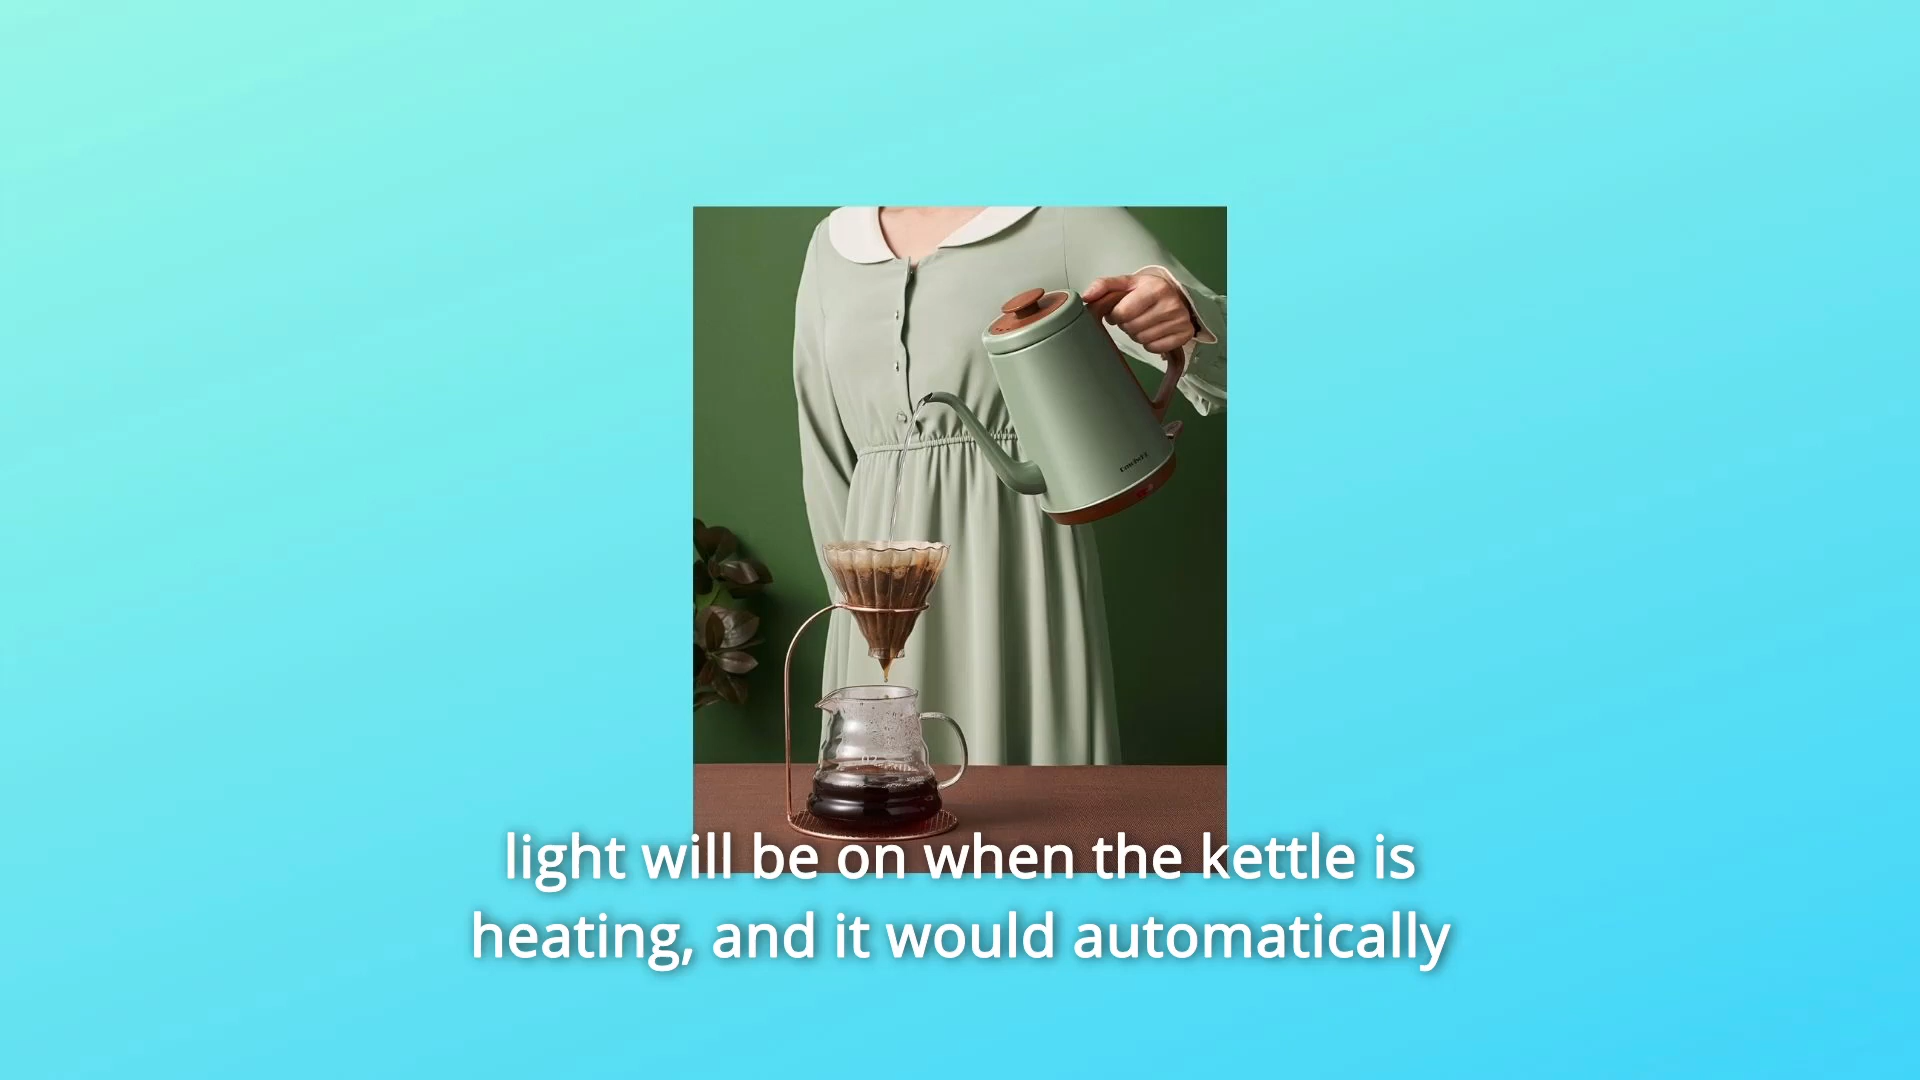 light will be on when the kettle is
heating, and it would automatically